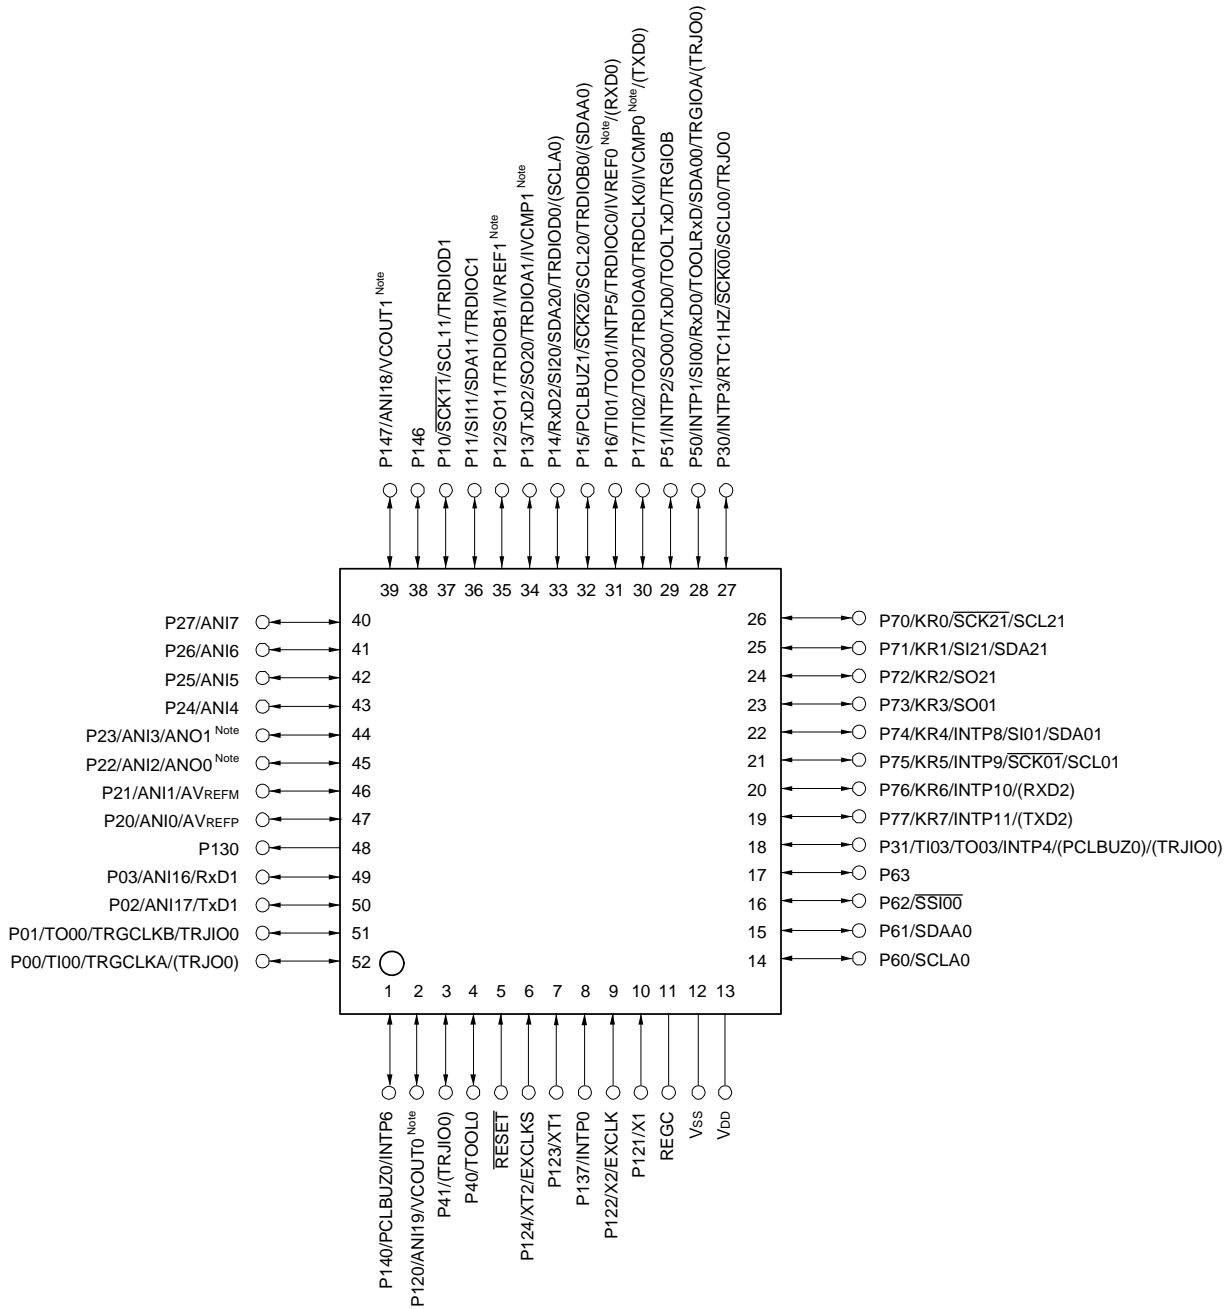 P147/ANI18/VCOUT1 Note
P146
P10/SCK11/SCL11/TRDIOD1
P11/SI11/SDA11/TRDIOC1
P12/SO11/TRDIOB1/IVREF1 Note
P13/TxD2/SO20/TRDIOA1/IVCMP1 Note
P14/RxD2/SI20/SDA20/TRDIOD0/(SCLA0)
P15/PCLBUZ1/SCK20/SCL20/TRDIOB0/(SDAA0)
P16/TI01/TO01/INTP5/TRDIOC0/IVREF0 Note/(RXD0)
P17/TI02/TO02/TRDIOA0/TRDCLK0/IVCMP0 Note/(TXD0)
P51/INTP2/SO00/TxD0/TOOLTxD/TRGIOB
P50/INTP1/SI00/RxD0/TOOLRxD/SDA00/TRGIOA/(TRJO0)
P30/INTP3/RTC1HZ/SCK00/SCL00/TRJO0
39 38 37 36 35 34 33 32 31 30 29 28 27
P27/ANI7 40
P26/ANI6 41
P25/ANI5 42
P24/ANI4 43
P23/ANI3/ANO1 Note 44
P22/ANI2/ANO0 Note 45
P21/ANI1/AVREFM 46
P20/ANI0/AVREFP 47
P130 48
P03/ANI16/RxD1 49
P02/ANI17/TxD1 50
P01/TO00/TRGCLKB/TRJIO0 51
P00/TI00/TRGCLKA/(TRJO0) 52
26 P70/KR0/SCK21/SCL21
25 P71/KR1/SI21/SDA21
24 P72/KR2/SO21
23 P73/KR3/SO01
22 P74/KR4/INTP8/SI01/SDA01
21 P75/KR5/INTP9/SCK01/SCL01
20 P76/KR6/INTP10/(RXD2)
19 P77/KR7/INTP11/(TXD2)
18 P31/TI03/TO03/INTP4/(PCLBUZ0)/(TRJIO0)
17 P63
16 P62/SSI00
15 P61/SDAA0
14 P60/SCLA0
1 2 3 4 5 6 7 8 9 10 11 12 13
P140/PCLBUZ0/INTP6
P120/ANI19/VCOUT0 Note
P41/(TRJIO0)
P40/TOOL0
RESET
P124/XT2/EXCLKS
P123/XT1
P137/INTP0
P122/X2/EXCLK
P121/X1
REGC
VSS
VDD